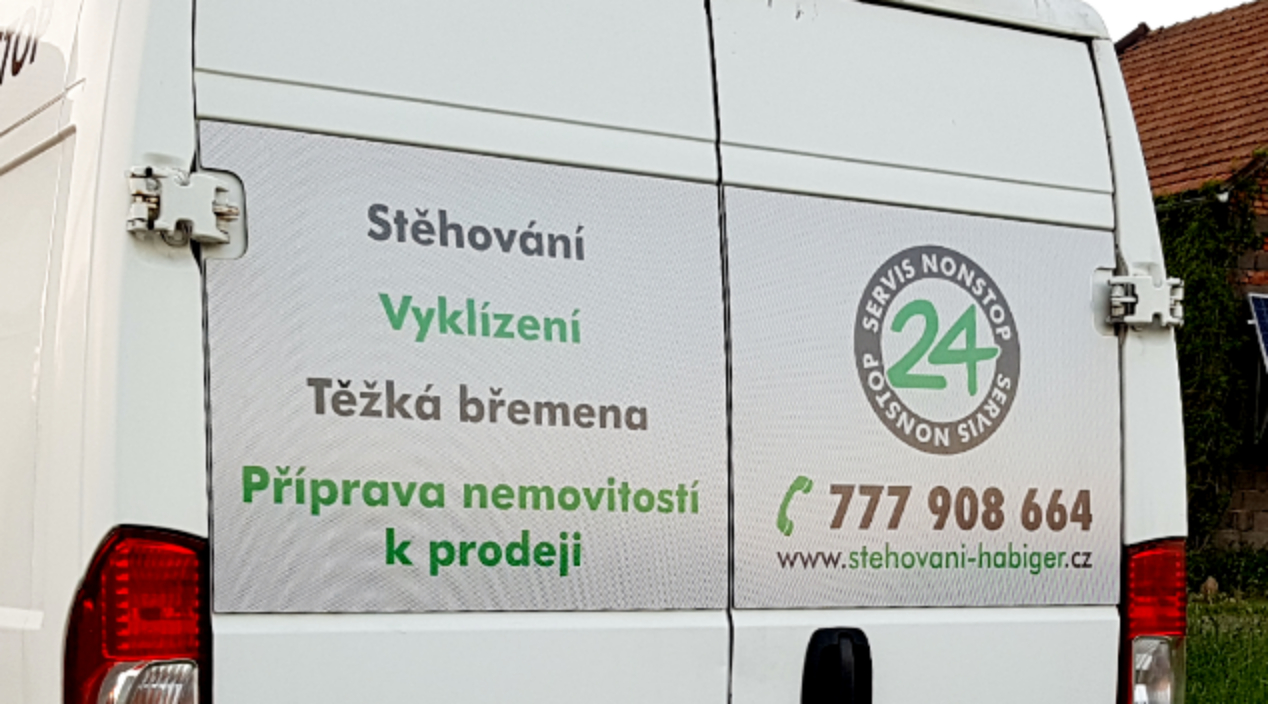 Stěhování
Vyklízení
Těžká břemena
Příprava nemovitostí
k prodeji
SERVIS NONSTOP
24
SERVIS NONSTOP
777 908 664
www.stehovani-habiger.cz